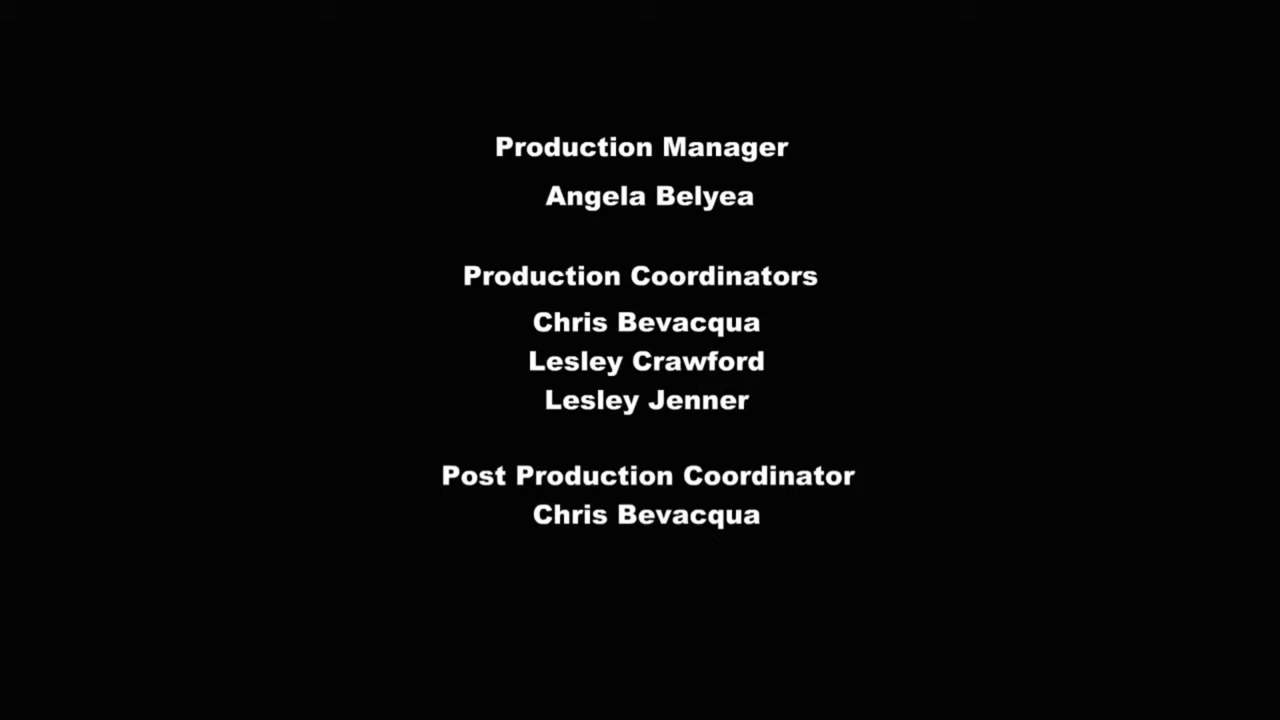 Production Manager
Angela Belyea
Production Coordinators
Chris Bevacqua
Lesley Crawford
Lesley Jenner
Post Production Coordinator
Chris Bevacqua